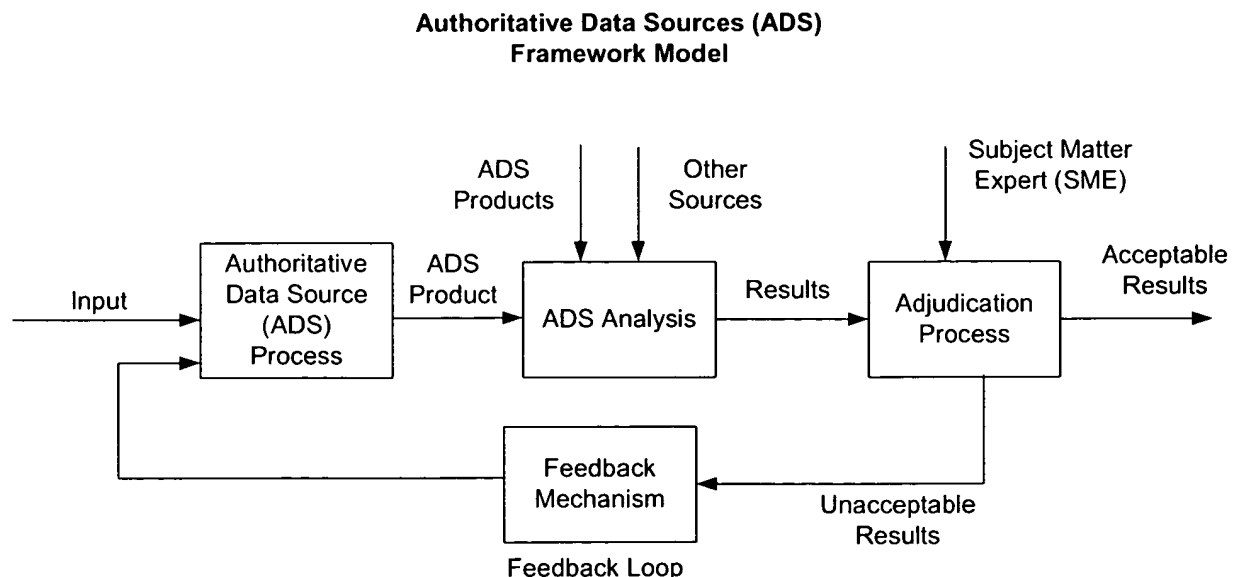 Authoritative Data Sources (ADS)
Framework Model
ADS
Products
Other
Sources
Subject Matter
Expert (SME)
Input
Authoritative
Data Source
(ADS)
Process
ADS
Product
ADS Analysis
Results
Adjudication
Process
Acceptable
Results
Feedback
Mechanism
Unacceptable
Results
Feedback Loop